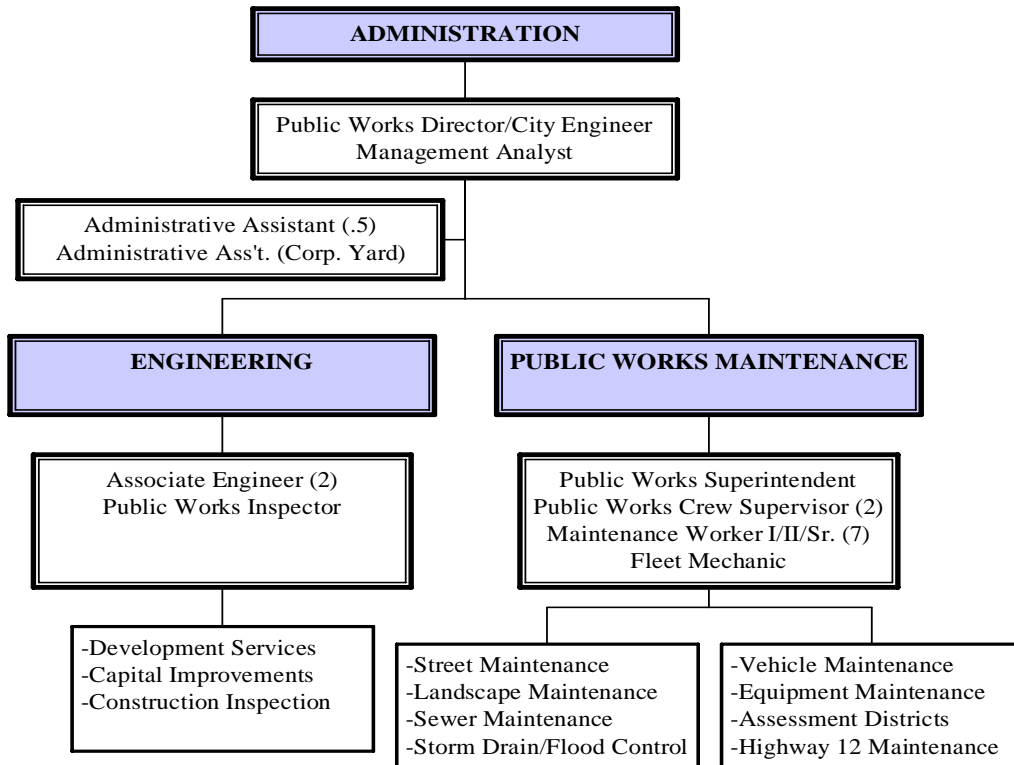 ADMINISTRATION
Public Works Director/City Engineer
Management Analyst
Administrative Assistant (.5)
Administrative Ass't. (Corp. Yard)
ENGINEERING
PUBLIC WORKS MAINTENANCE
Associate Engineer (2)
Public Works Inspector
Public Works Superintendent
Public Works Crew Supervisor (2)
Maintenance Worker I/II/Sr. (7)
Fleet Mechanic
-Development Services
-Capital Improvements
-Construction Inspection
-Street Maintenance
-Landscape Maintenance
-Sewer Maintenance
-Storm Drain/Flood Control
-Vehicle Maintenance
-Equipment Maintenance
-Assessment Districts
-Highway 12 Maintenance